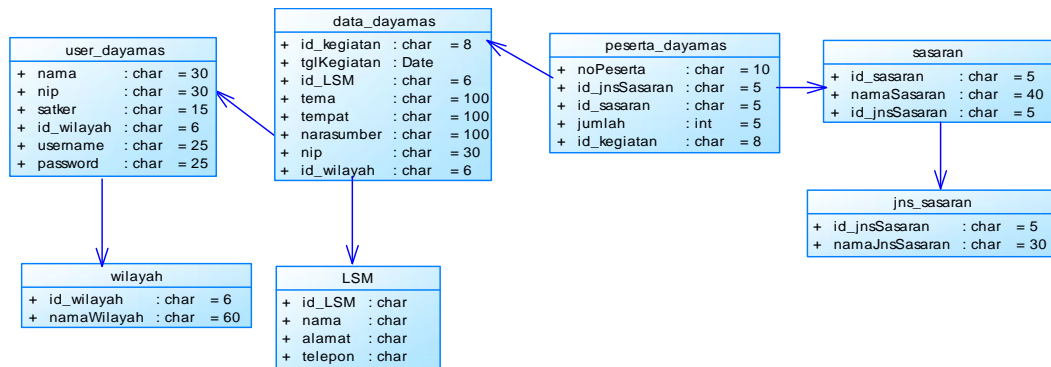 user_dayamas
+ nama : char = 30
+ nip : char = 30
+ satker : char = 15
+ id_wilayah : char = 6
+ username : char = 25
+ password : char = 25
data_dayamas
+ id_kegiatan : char = 8
+ tglKegiatan : Date
+ id_LSM : char = 6
+ tema : char = 100
+ tempat : char = 100
+ narasumber : char = 100
+ nip : char = 30
+ id_wilayah : char = 6
peserta_dayamas
+ noPeserta : char = 10
+ id_jnsSasaran : char = 5
+ id_sasaran : char = 5
+ jumlah : int = 5
+ id_kegiatan : char = 8
sasaran
+ id_sasaran : char = 5
+ namaSasaran : char = 40
+ id_jnsSasaran : char = 5
jns_sasaran
+ id_jnsSasaran : char = 5
+ namaJnsSasaran : char = 30
wilayah
+ id_wilayah : char = 6
+ namaWilayah : char = 60
LSM
+ id_LSM : char
+ nama : char
+ alamat : char
+ telepon : char